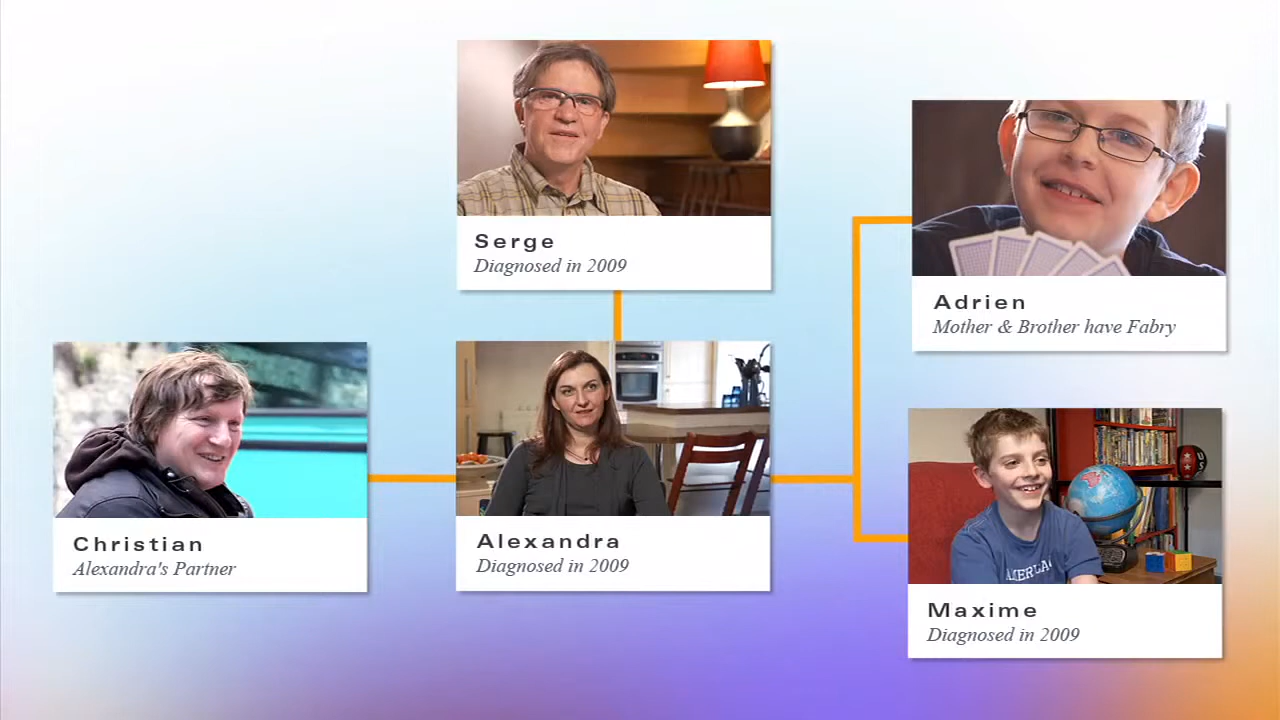 Serge
Diagnosed in 2009
Adrien
Mother & Brother have Fabry
Christian
Alexandra's Partner
Alexandra
Diagnosed in 2009
Maxime
Diagnosed in 2009